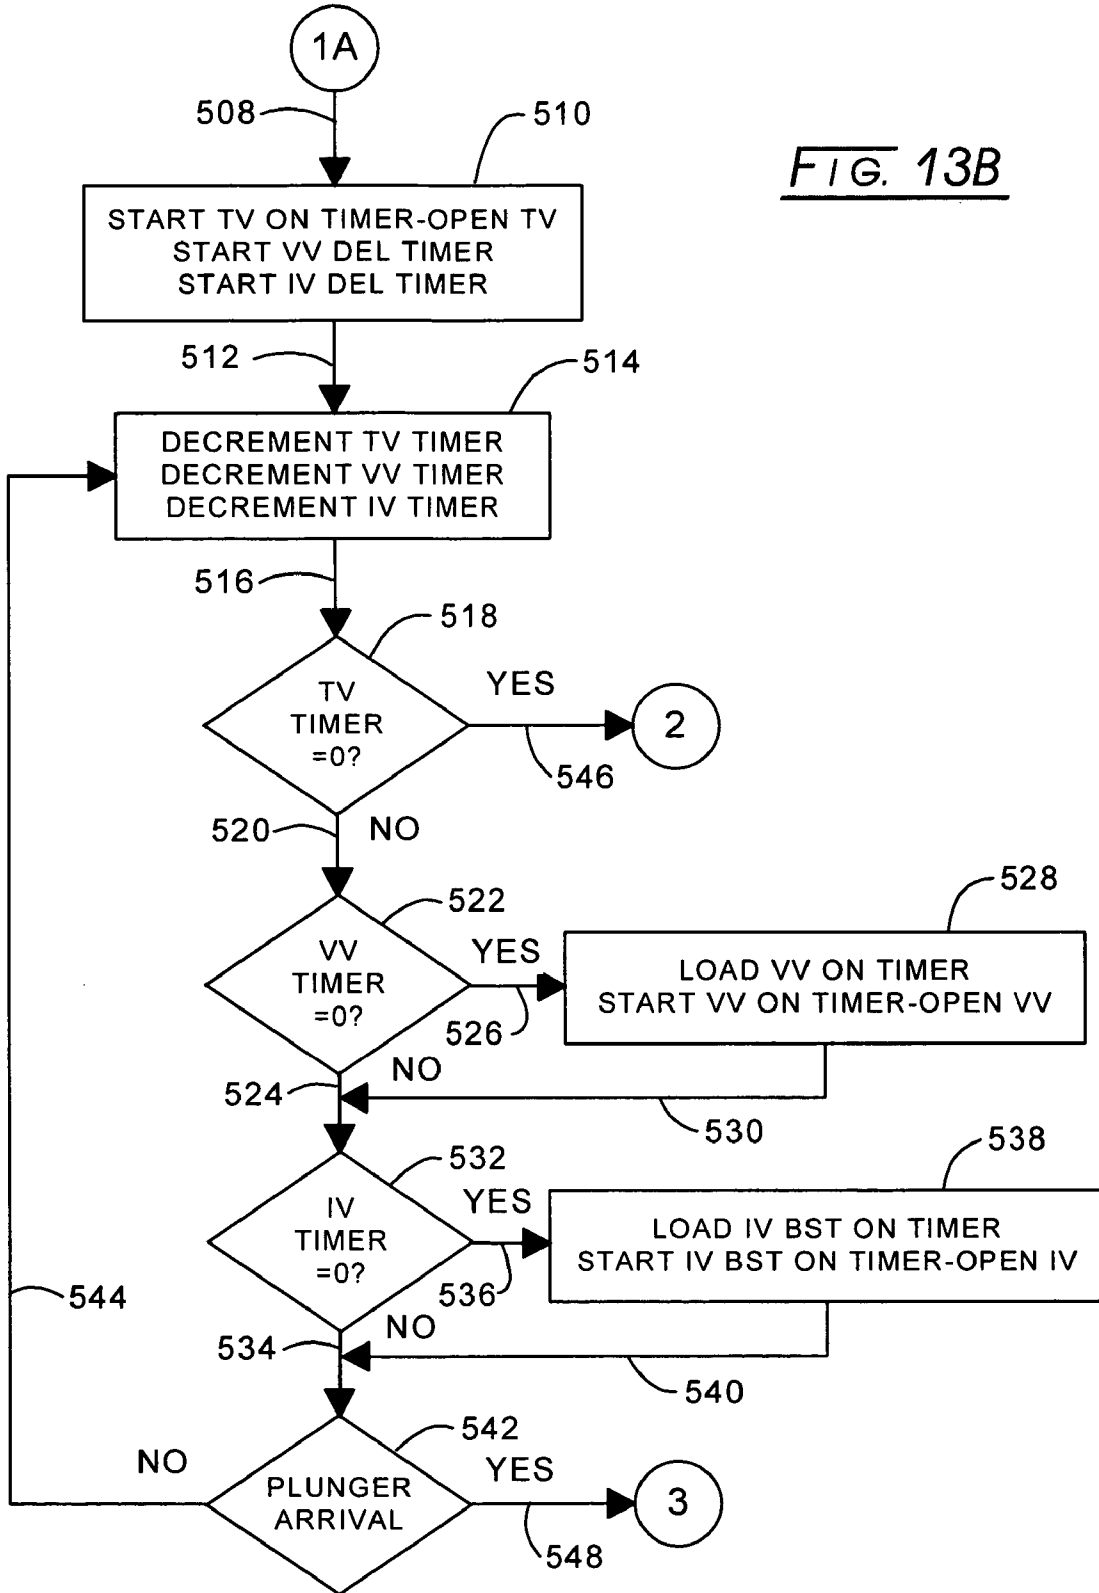 1A
508
510
FIG. 13B
START TV ON TIMER-OPEN TV
START VV DEL TIMER
START IV DEL TIMER
512
514
DECREMENT TV TIMER
DECREMENT VV TIMER
DECREMENT IV TIMER
516
518
TV
TIMER
=0?
YES
546
2
520
NO
522
VV
TIMER
=0?
YES
526
528
LOAD VV ON TIMER
START VV ON TIMER-OPEN VV
524
NO
530
532
IV
TIMER
=0?
YES
536
538
LOAD IV BST ON TIMER
START IV BST ON TIMER-OPEN IV
544
534
NO
540
542
NO
PLUNGER
ARRIVAL
YES
548
3